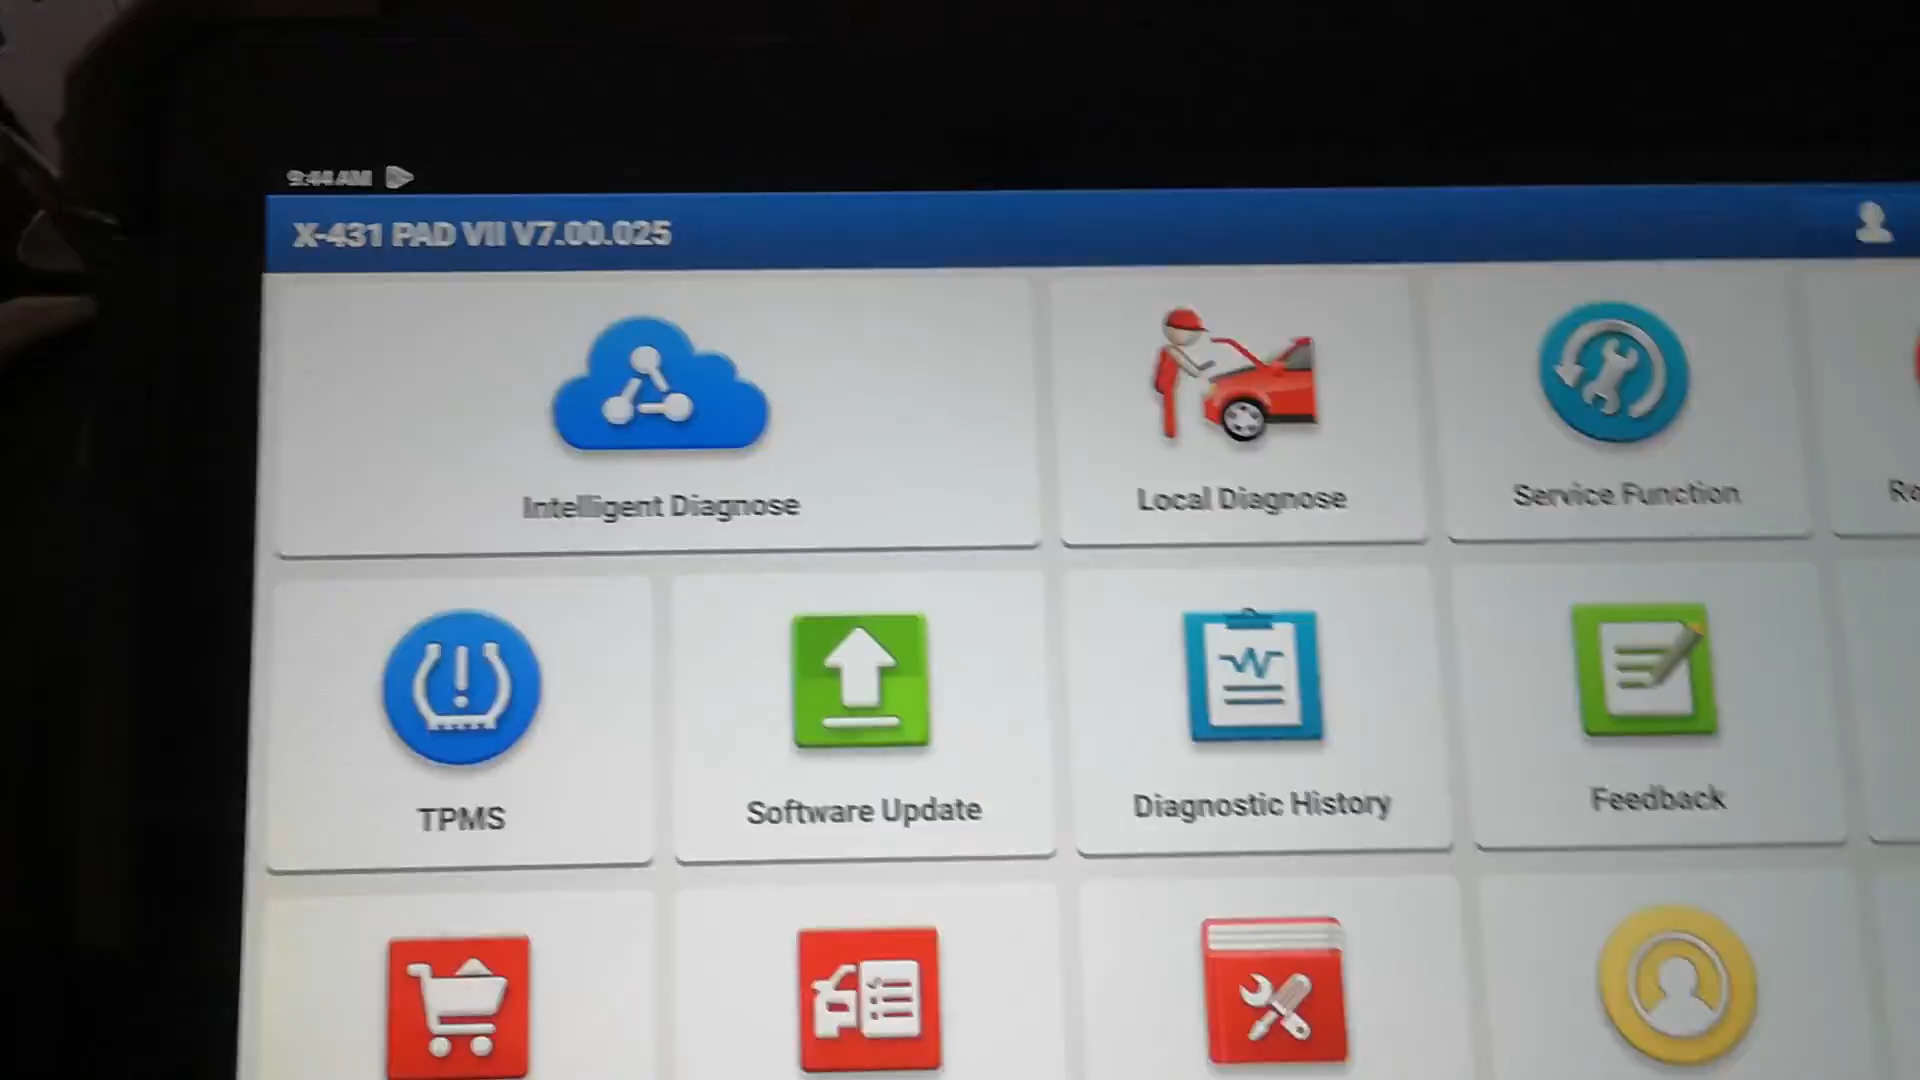 9:44 AM
X-431 PAD VII V7.00.025
Intelligent Diagnose
Local Diagnose
Service Function
TPMS
Software Update
Diagnostic History
Feedback